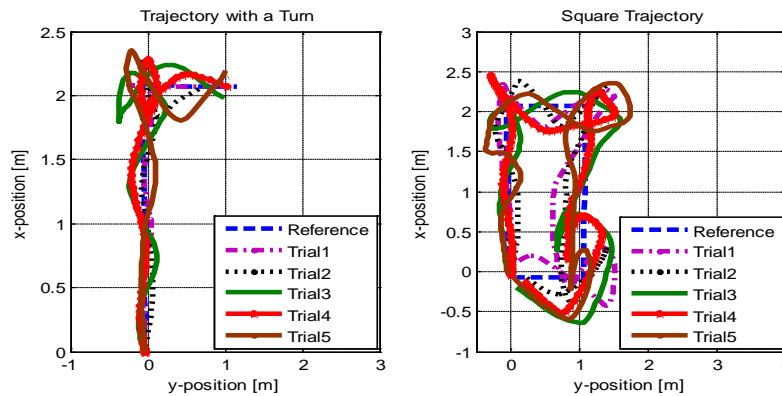 Trajectory with a Turn
2.5
2
1.5
1
0.5
0
-1
0
1
2
3
x-position [m]
y-position [m]
Reference
Trial1
Trial2
Trial3
Trial4
Trial5
Square Trajectory
3
2.5
2
1.5
1
0.5
0
-0.5
-1
0
1
2
3
x-position [m]
y-position [m]
Reference
Trial1
Trial2
Trial3
Trial4
Trial5